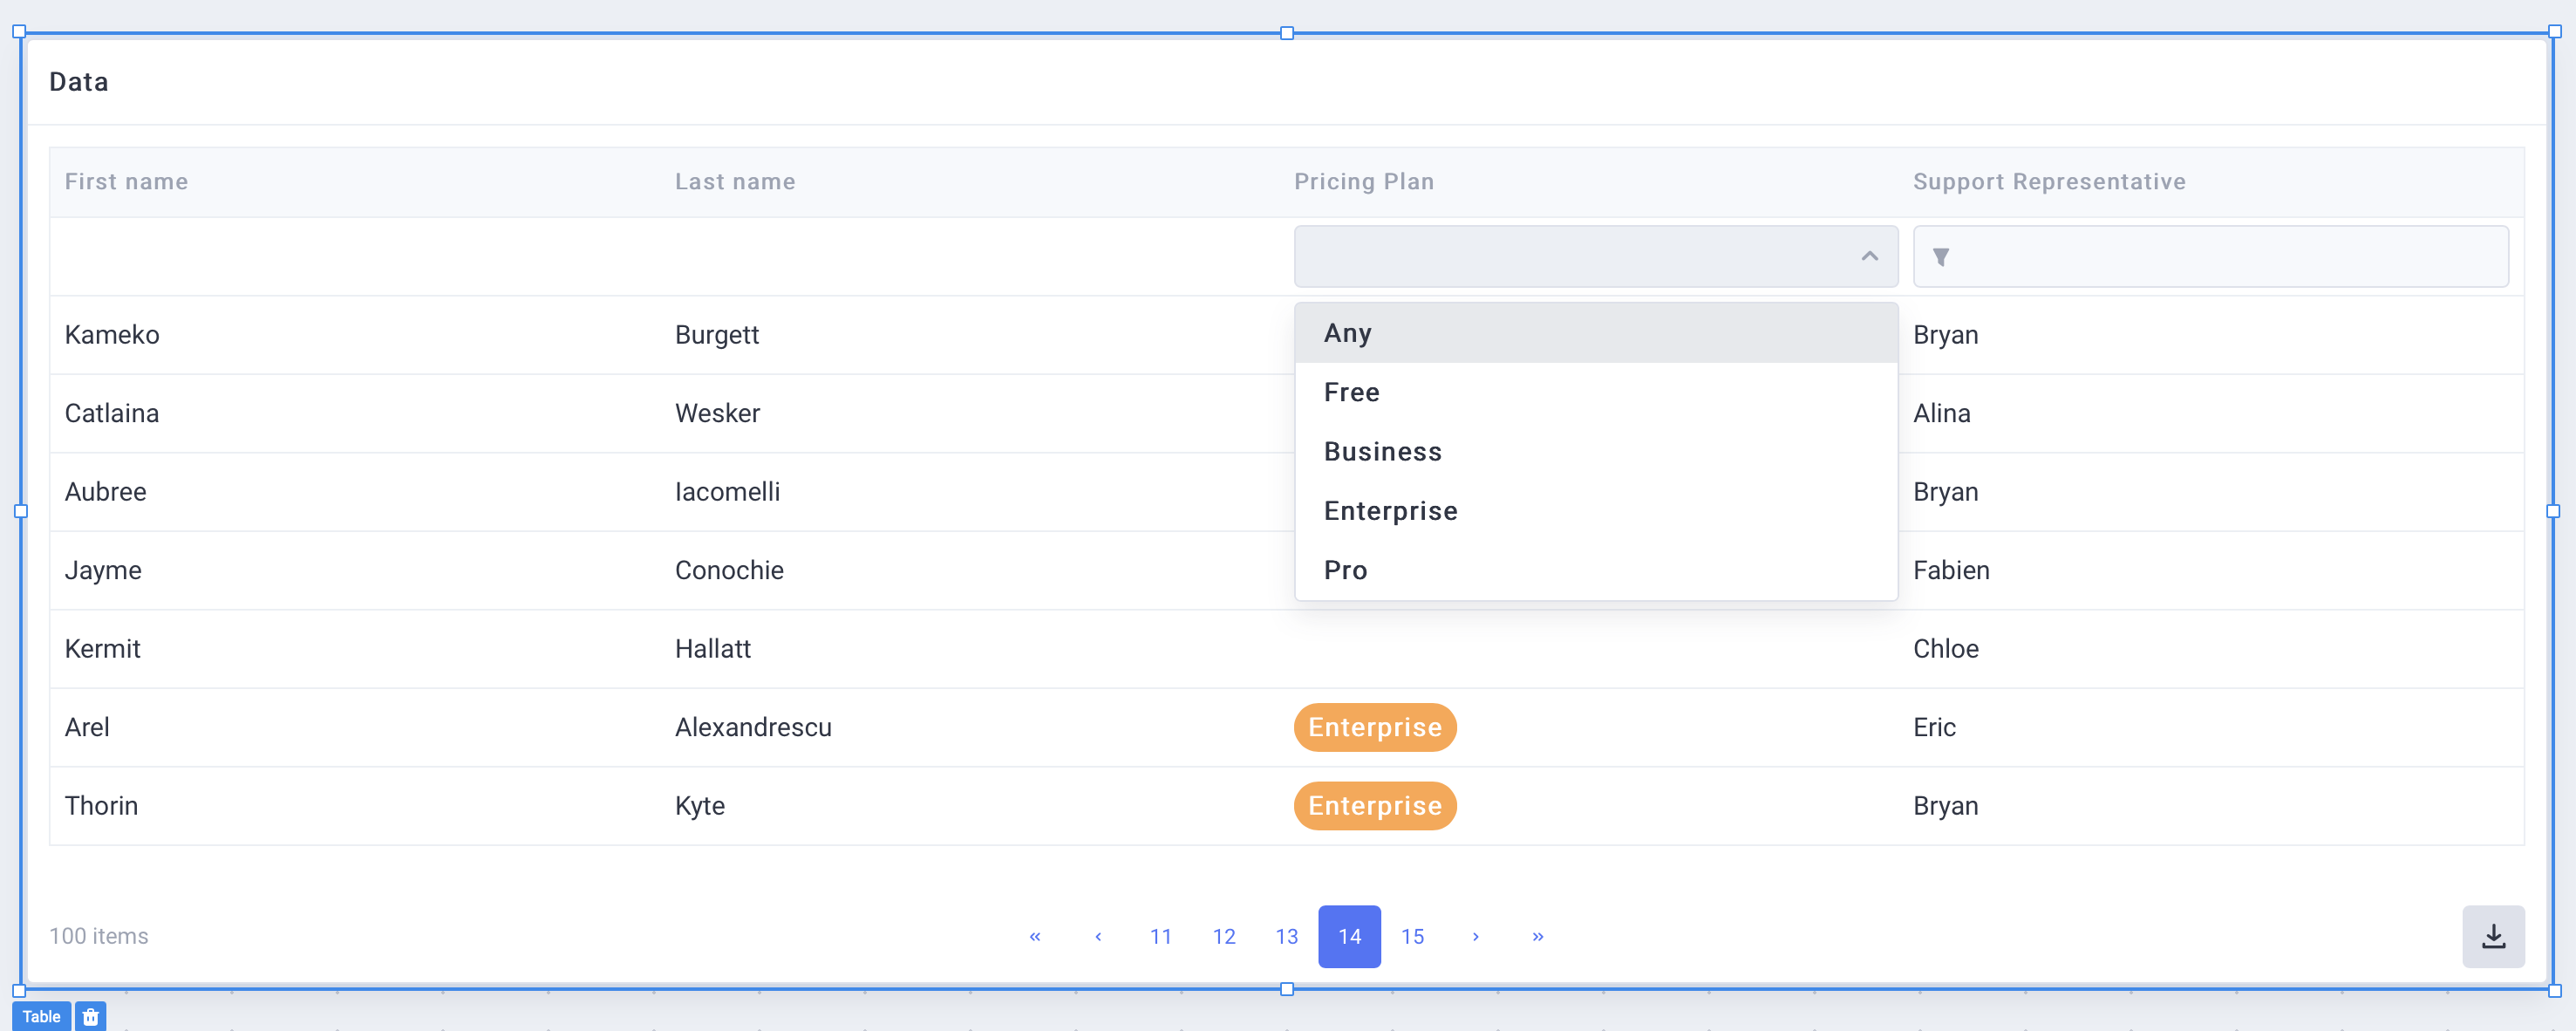 Data
First name Last name Pricing Plan Support Representative
Kameko Burgett Any Bryan
Free
Catlaina Wesker Alina
Business
Aubree Iacomelli Enterprise Bryan
Jayme Conochie Pro Fabien
Kermit Hallatt Chloe
Arel Alexandrescu Enterprise Eric
Thorin Kyte Enterprise Bryan
100 items « ‹ 11 12 13 14 15 › »
Table